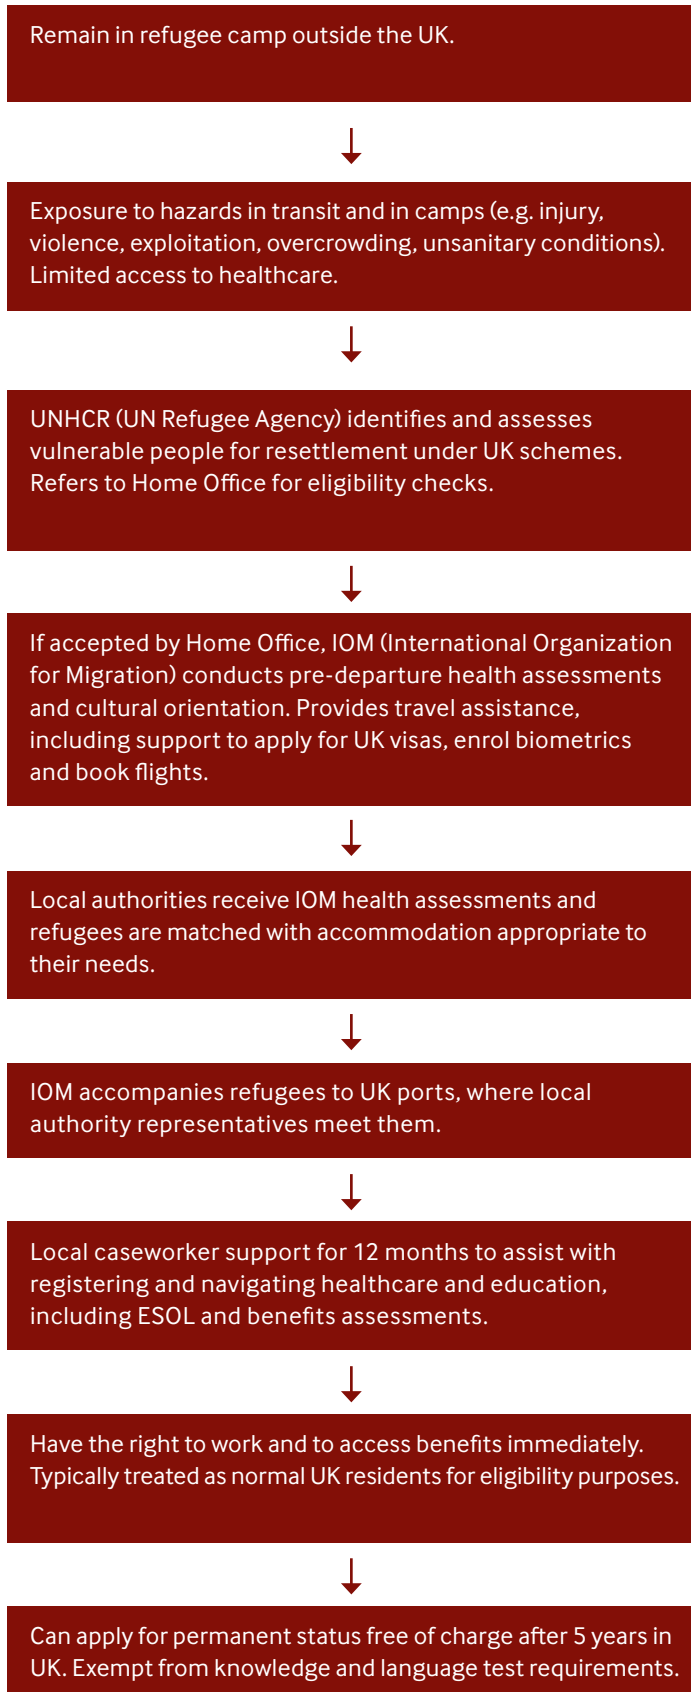 Remain in refugee camp outside the UK.
Exposure to hazards in transit and in camps (e.g. injury,
violence, exploitation, overcrowding, unsanitary conditions).
Limited access to healthcare.
UNHCR (UN Refugee Agency) identifies and assesses
vulnerable people for resettlement under UK schemes.
Refers to Home Office for eligibility checks.
If accepted by Home Office, IOM (International Organization
for Migration) conducts pre-departure health assessments
and cultural orientation. Provides travel assistance,
including support to apply for UK visas, enrol biometrics
and book flights.
Local authorities receive IOM health assessments and
refugees are matched with accommodation appropriate to
their needs.
IOM accompanies refugees to UK ports, where local
authority representatives meet them.
Local caseworker support for 12 months to assist with
registering and navigating healthcare and education,
including ESOL and benefits assessments.
Have the right to work and to access benefits immediately.
Typically treated as normal UK residents for eligibility purposes.
Can apply for permanent status free of charge after 5 years in
UK. Exempt from knowledge and language test requirements.